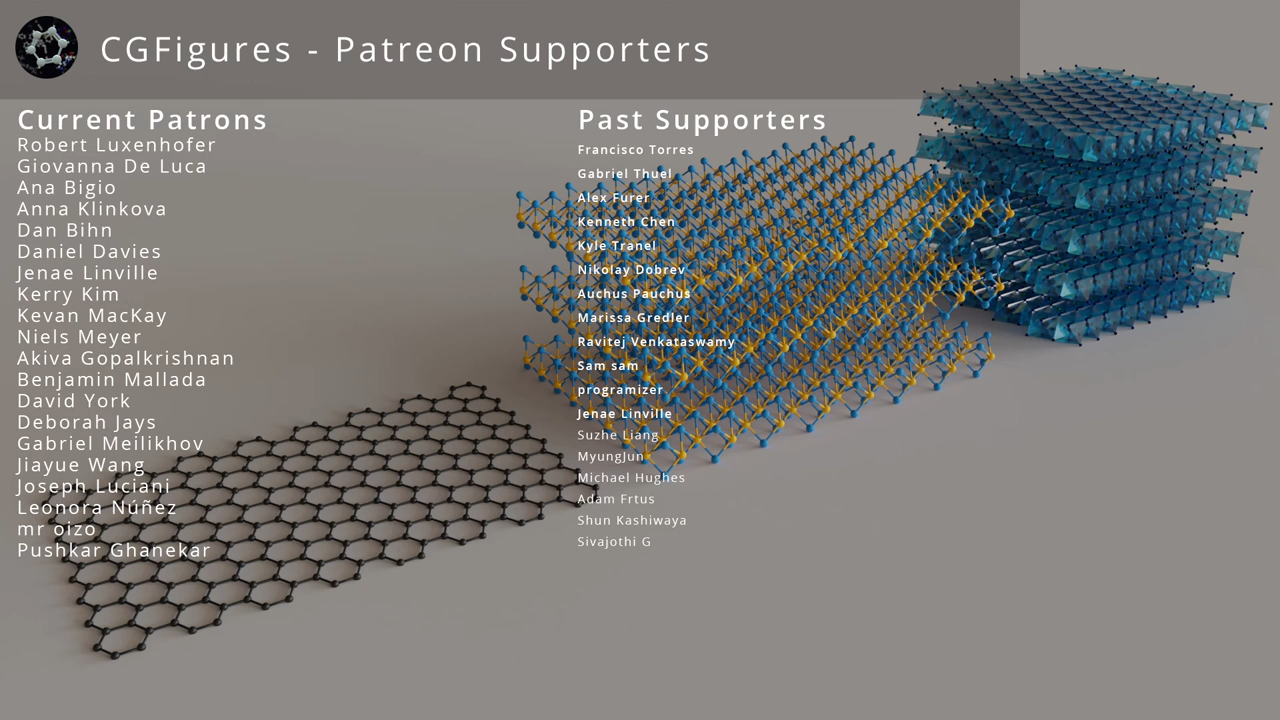 CGFigures - Patreon Supporters
Current Patrons
Robert Luxenhofer
Giovanna De Luca
Ana Bigio
Anna Klinkova
Dan Bihn
Daniel Davies
Jenae Linville
Kerry Kim
Kevan MacKay
Niels Meyer
Akiva Gopalkrishnan
Benjamin Mallada
David York
Deborah Jays
Gabriel Meilikhov
Jiayue Wang
Joseph Luciani
Leonora Núñez
mr oizo
Pushkar Ghanekar
Past Supporters
Francisco Torres
Gabriel Thuel
Alex Furer
Kenneth Chen
Kyle Tranel
Nikolay Dobrev
Auchus Pauchus
Marissa Gredler
Ravitej Venkataswamy
Sam sam
programizer
Jenae Linville
Suzhe Liang
MyungJun
Michael Hughes
Adam Frtus
Shun Kashiwaya
Sivajothi G